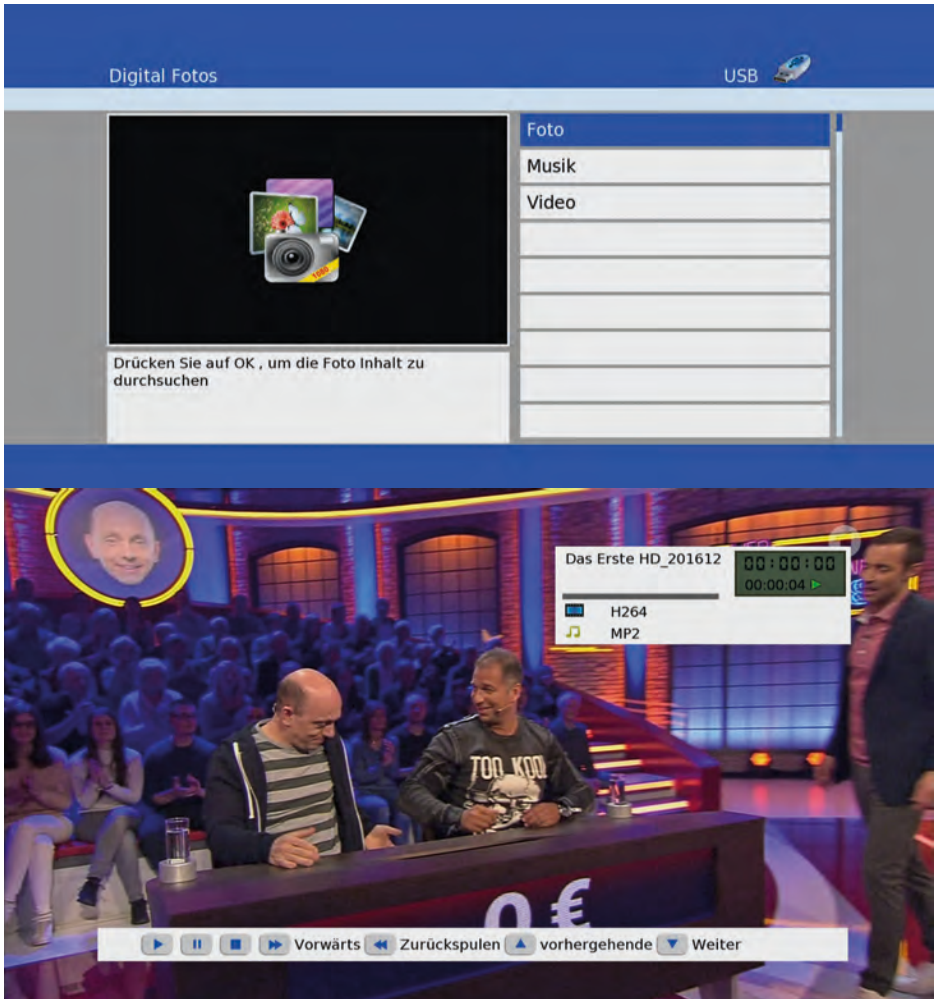 Digital Fotos
USB
Foto
Musik
Video
1080
Drücken Sie auf OK , um die Foto Inhalt zu
durchsuchen
Das Erste HD_201612
00:00:00
00:00:04
H264
MP2
TOO KOOL
0 €
Vorwärts Zurückspulen vorhergehende Weiter